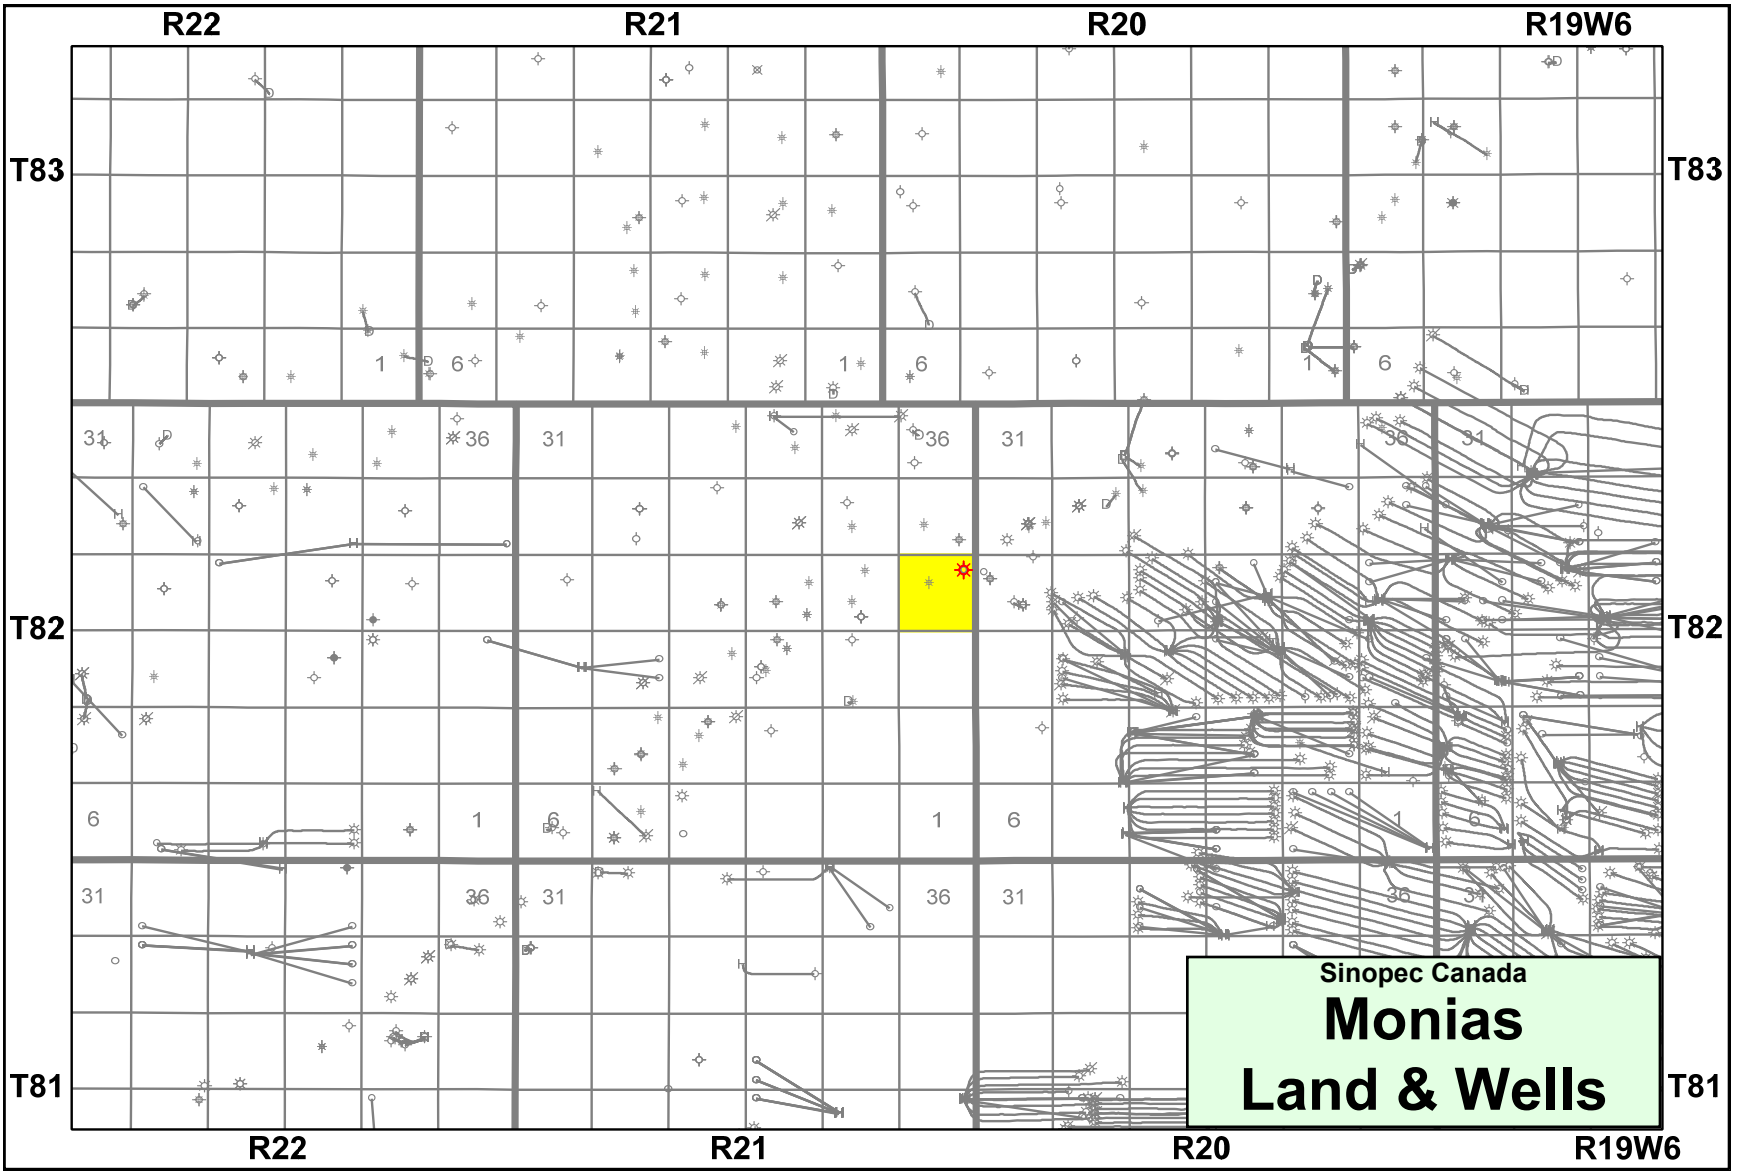 R22 R21 R20 R19W6
T83 T83
1 6 1 6 1 6
31 36 31 36 31 36 31
T82 T82
6 1 6 1 6 1 6
31 36 31 36 31 36 31
Sinopec Canada
Monias
Land & Wells
T81 T81
R22 R21 R20 R19W6